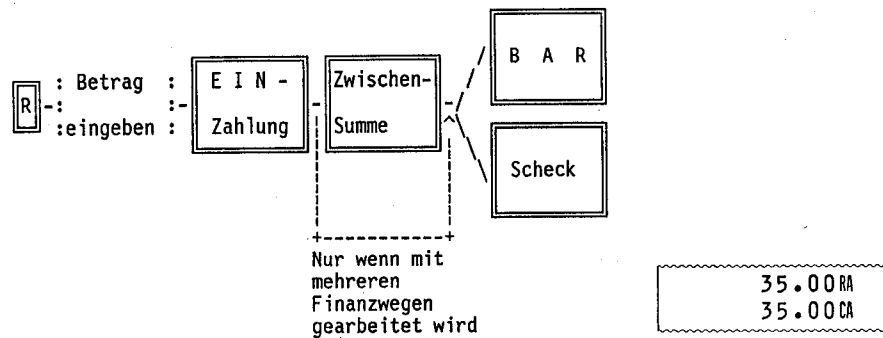 R
: Betrag :
-: :-
:eingeben :
E I N -
Zahlung
Zwischen-
Summe
B A R
Scheck
Nur wenn mit
mehreren
Finanzwegen
gearbeitet wird
35.00RA
35.00CA